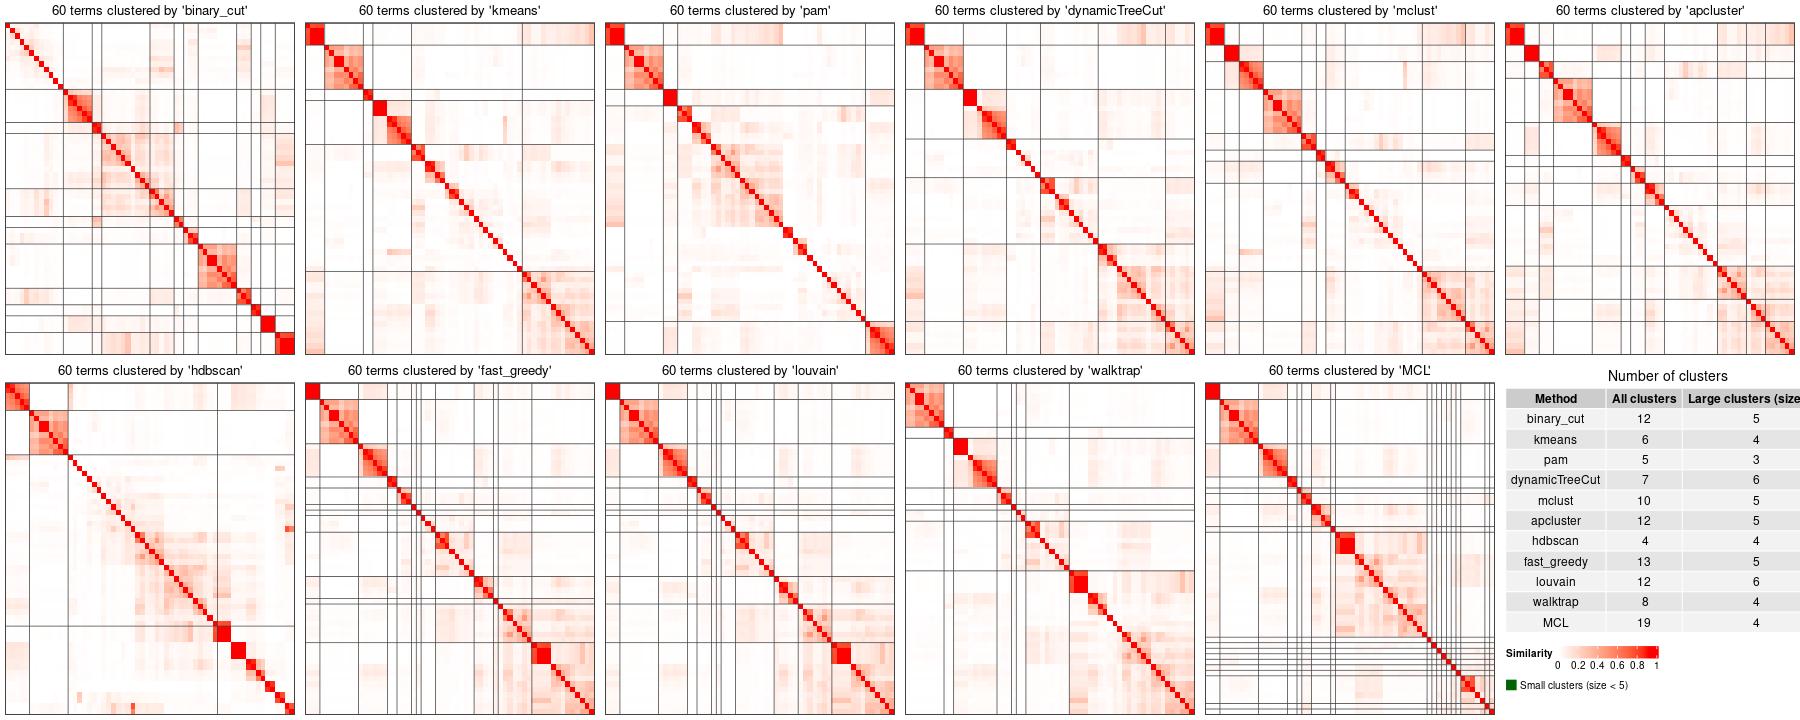 60 terms clustered by 'binary_cut'
60 terms clustered by 'kmeans'
60 terms clustered by 'pam'
60 terms clustered by 'dynamicTreeCut'
60 terms clustered by 'mclust'
60 terms clustered by 'apcluster'
60 terms clustered by 'hdbscan'
60 terms clustered by 'fast_greedy'
60 terms clustered by 'louvain'
60 terms clustered by 'walktrap'
60 terms clustered by 'MCL'
Number of clusters
Method All clusters Large clusters (size
binary_cut 12 5
kmeans 6 4
pam 5 3
dynamicTreeCut 7 6
mclust 10 5
apcluster 12 5
hdbscan 4 4
fast_greedy 13 5
louvain 12 6
walktrap 8 4
MCL 19 4
Similarity
0 0.2 0.4 0.6 0.8 1
Small clusters (size < 5)